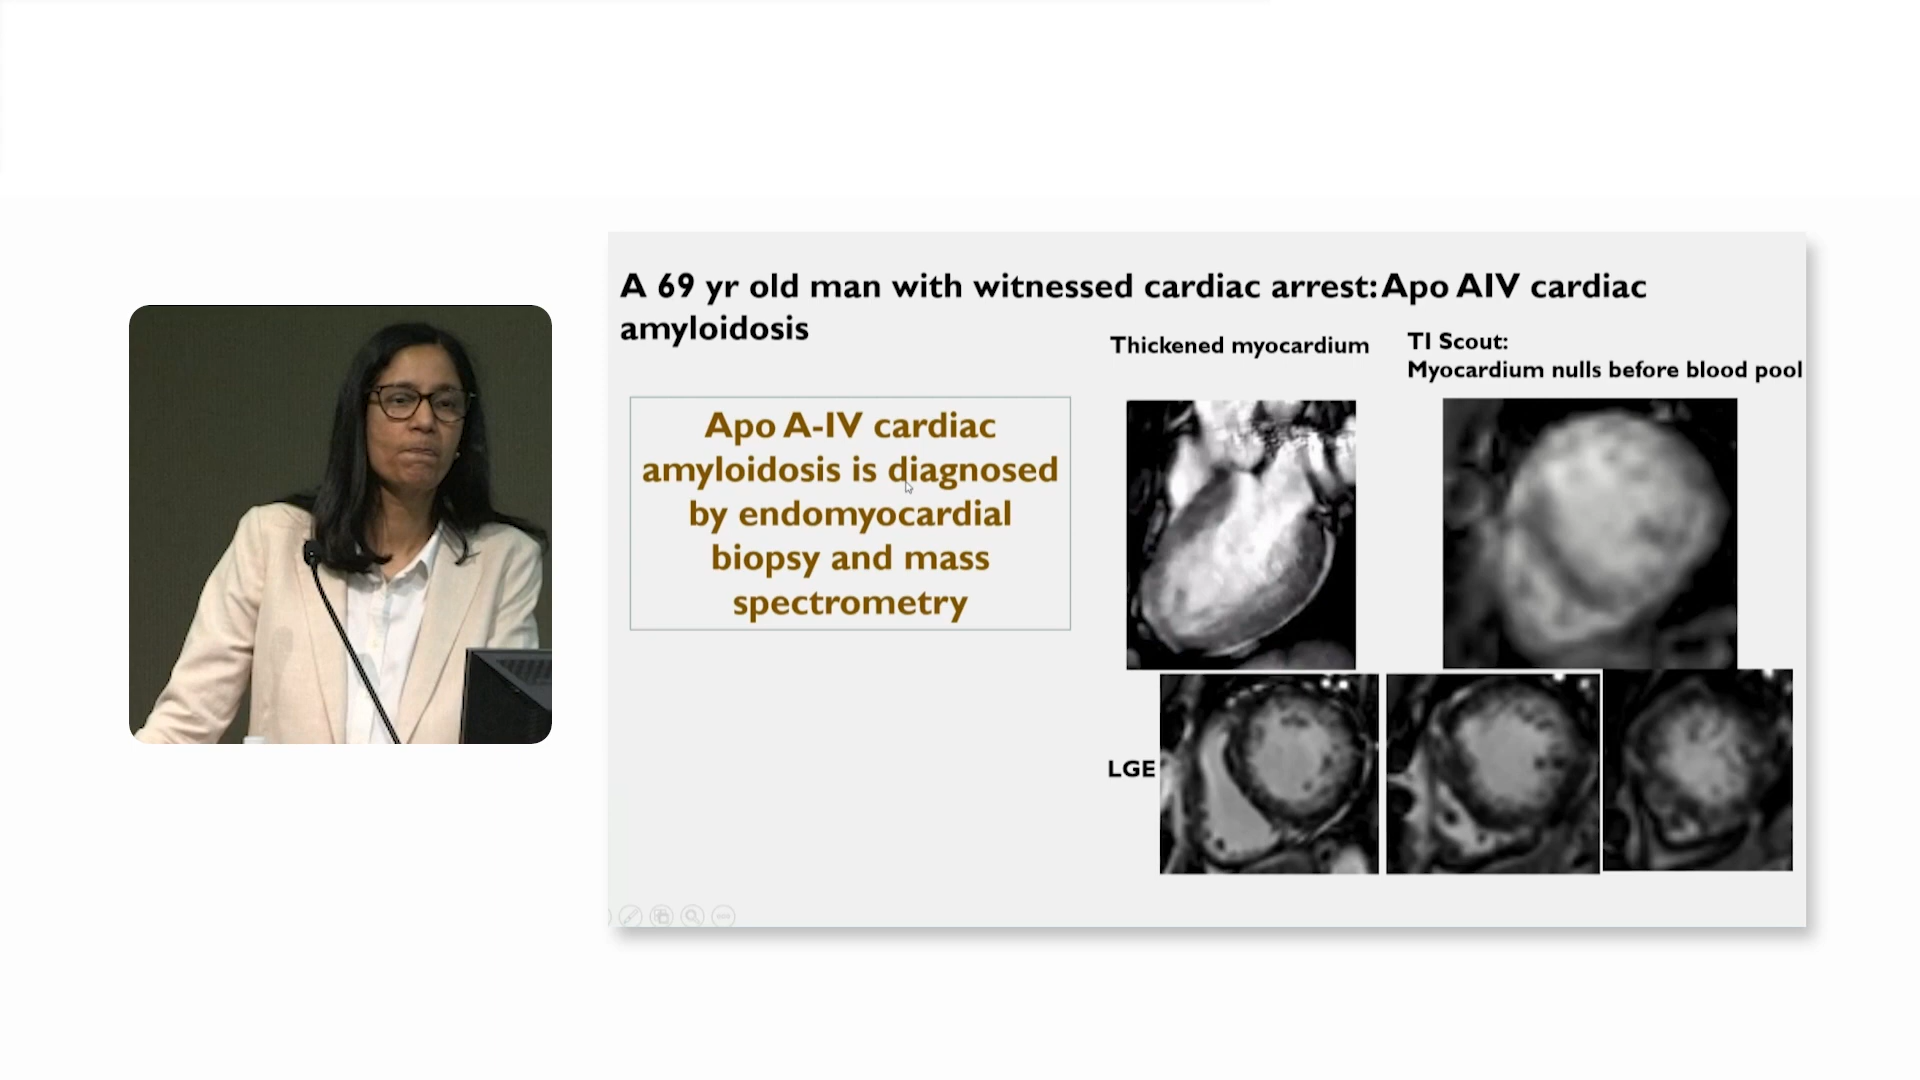 A 69 yr old man with witnessed cardiac arrest: Apo AIV cardiac
amyloidosis
Thickened myocardium
TI Scout:
Myocardium nulls before blood pool
Apo A-IV cardiac
amyloidosis is diagnosed
by endomyocardial
biopsy and mass
spectrometry
LGE